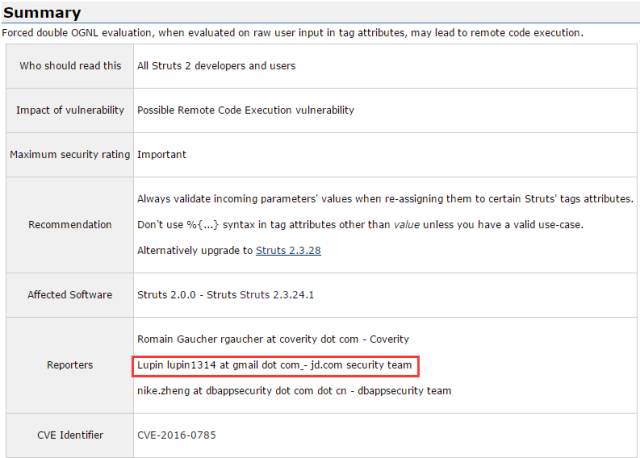 Summary
Forced double OGNL evaluation, when evaluated on raw user input in tag attributes, may lead to remote code execution.
Who should read this All Struts 2 developers and users
Impact of vulnerability Possible Remote Code Execution vulnerability
Maximum security rating Important
Recommendation
Always validate incoming parameters' values when re-assigning them to certain Struts' tags attributes.
Don't use %{...} syntax in tag attributes other than value unless you have a valid use-case.
Alternatively upgrade to Struts 2.3.28
Affected Software Struts 2.0.0 - Struts Struts 2.3.24.1
Reporters
Romain Gaucher rgaucher at coverity dot com - Coverity
Lupin lupin1314 at gmail dot com_- jd.com security team
nike.zheng at dbappsecurity dot com dot cn - dbappsecurity team
CVE Identifier CVE-2016-0785